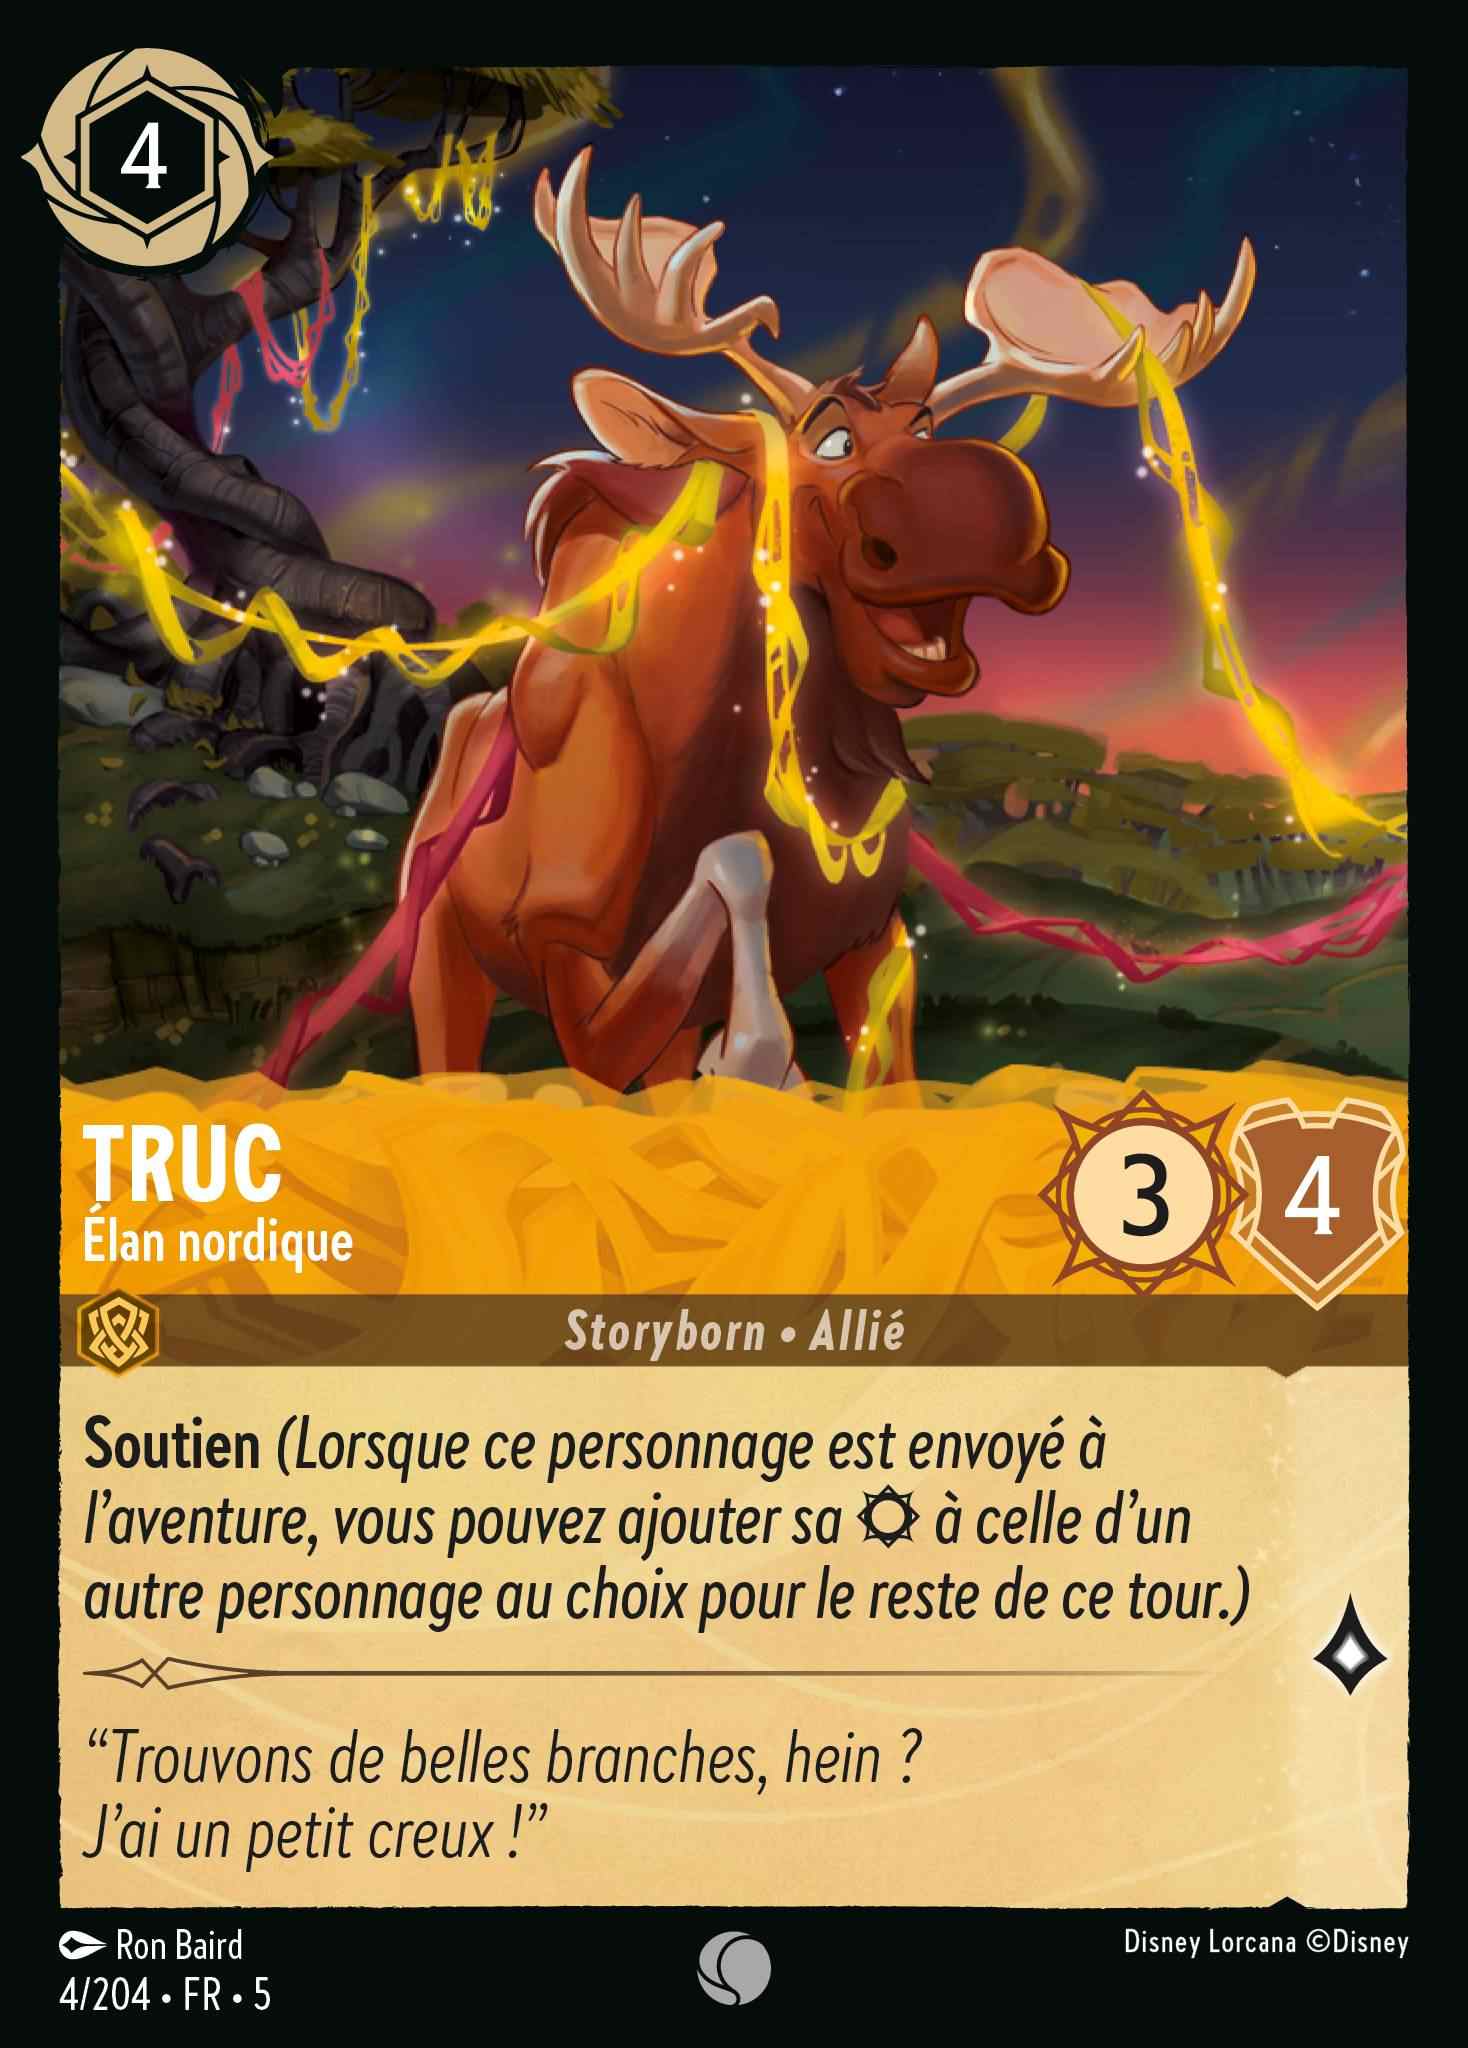 4
TRUC
Élan nordique
3
4
Storyborn • Allié
Soutien (Lorsque ce personnage est envoyé à
l’aventure, vous pouvez ajouter sa à celle d’un
autre personnage au choix pour le reste de ce tour.)
“Trouvons de belles branches, hein ?
J’ai un petit creux !”
Ron Baird
Disney Lorcana ©Disney
4/204 • FR • 5